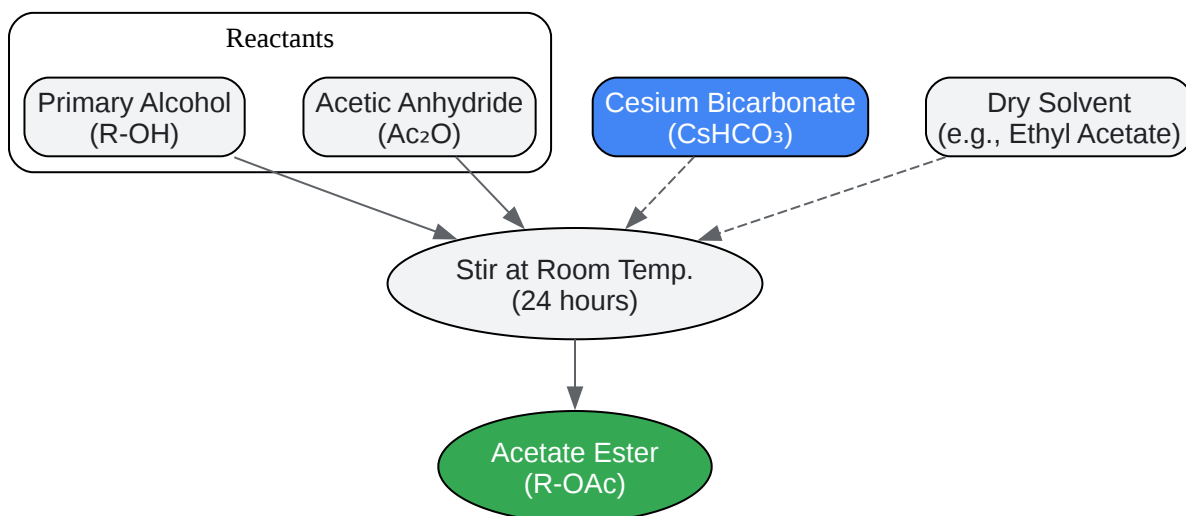 Reactants
Primary Alcohol
(R-OH)
Acetic Anhydride
(Ac₂O)
Cesium Bicarbonate
(CsHCO₃)
Dry Solvent
(e.g., Ethyl Acetate)
Stir at Room Temp.
(24 hours)
Acetate Ester
(R-OAc)